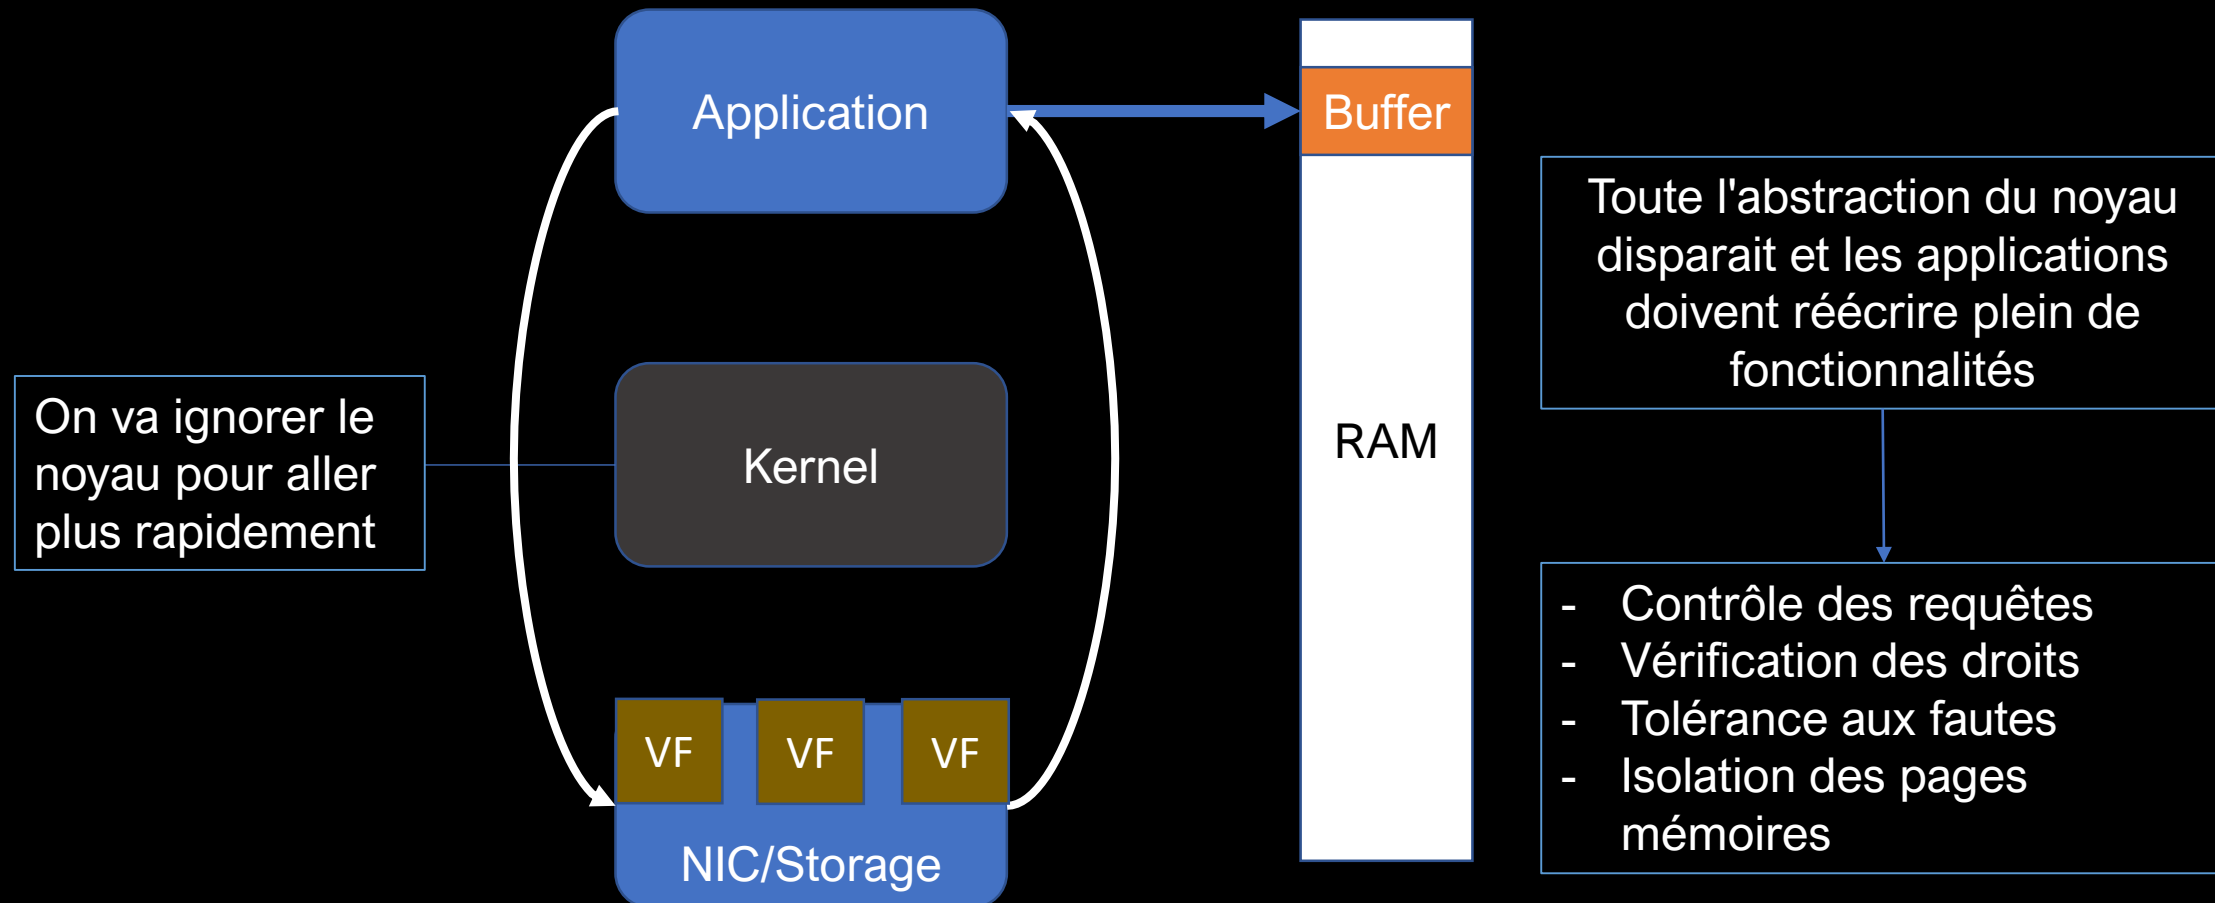 Application
Buffer
Toute l'abstraction du noyau
disparait et les applications
doivent réécrire plein de
fonctionnalités
On va ignorer le
noyau pour aller
plus rapidement
Kernel
RAM
- Contrôle des requêtes
- Vérification des droits
- Tolérance aux fautes
- Isolation des pages
mémoires
VF
VF
VF
NIC/Storage